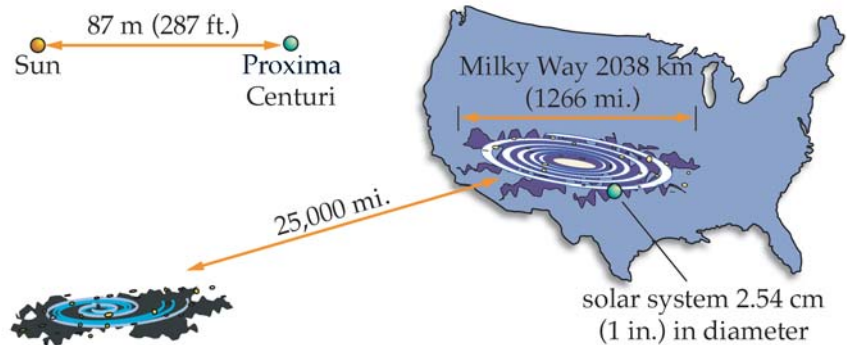 87 m (287 ft.)
Sun
Proxima
Centuri
Milky Way 2038 km
(1266 mi.)
25,000 mi.
solar system 2.54 cm
(1 in.) in diameter